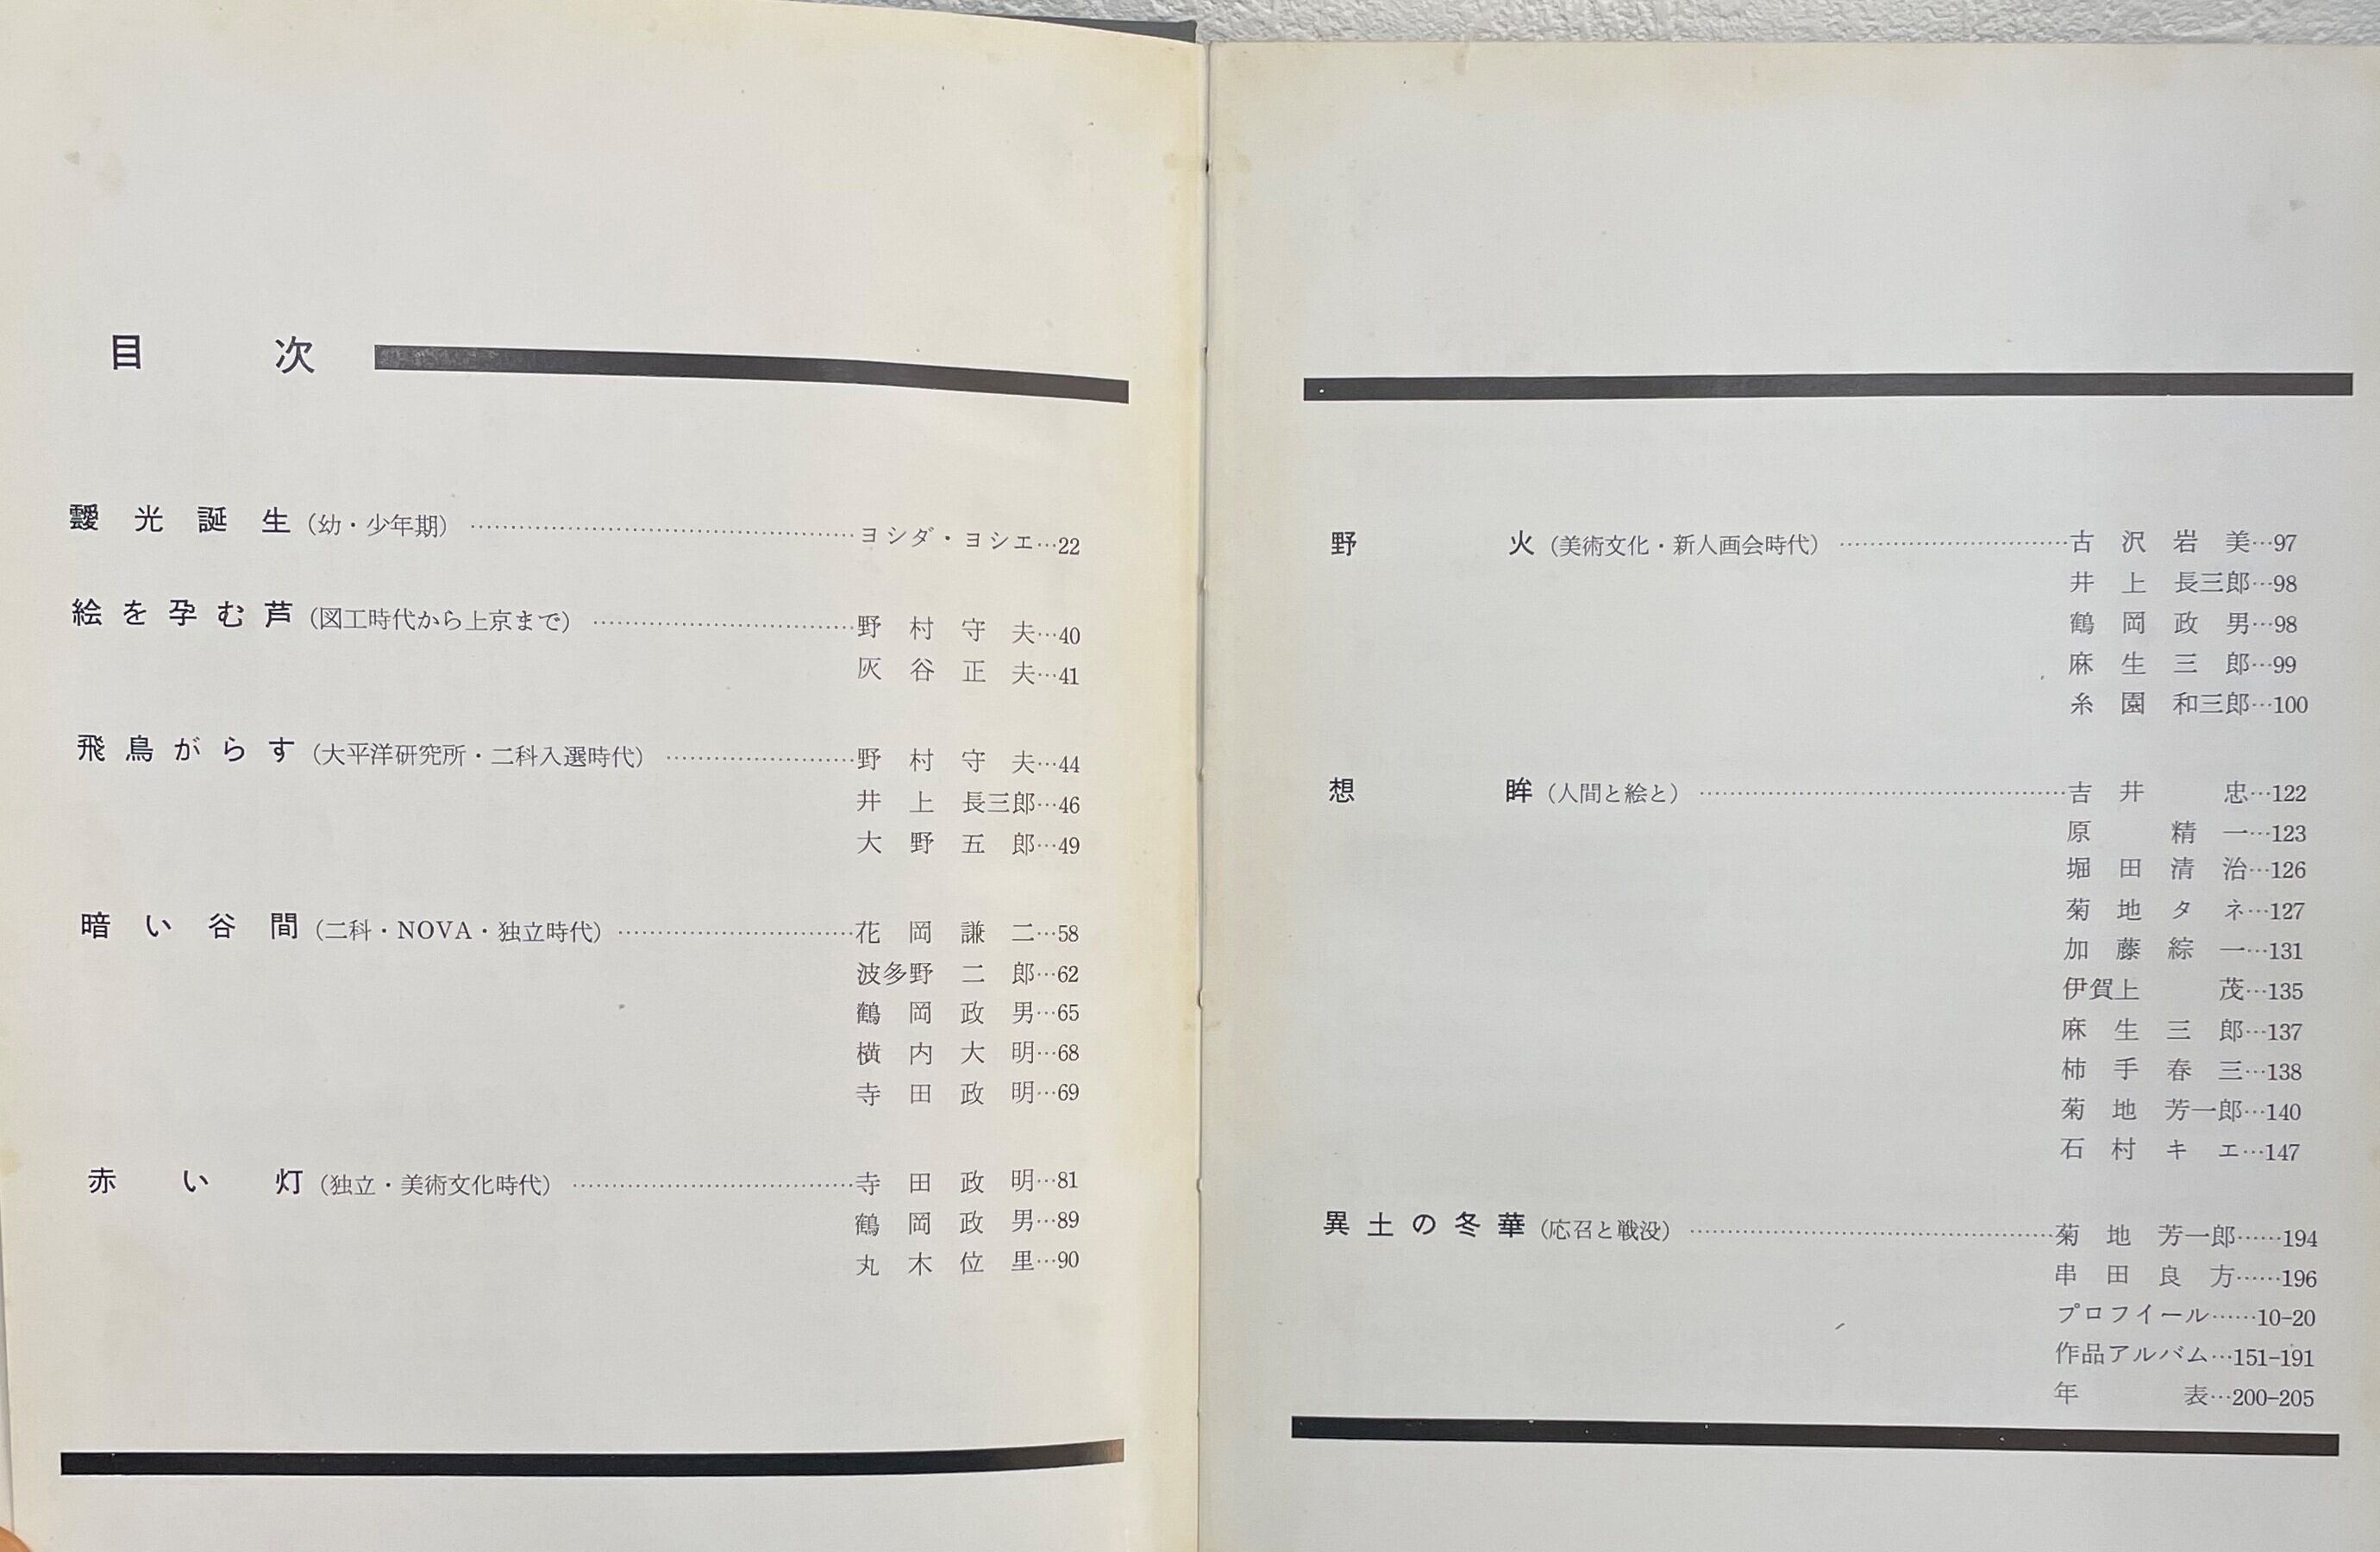 目次
靉光誕生(幼・少年期)……ヨシダ・ヨシエ…22
絵を孕む芦(図工時代から上京まで)……野村守夫…40
灰谷正夫…41
飛鳥がらす(大平洋研究所・二科入選時代)……野村守夫…44
井上長三郎…46
大野五郎…49
暗い谷間(二科・NOVA・独立時代)……花岡謙二…58
波多野二郎…62
鶴岡政男…65
横内大明…68
寺田政明…69
赤い灯(独立・美術文化時代)……寺田政明…81
鶴岡政男…89
丸木位里…90
野火(美術文化・新人画会時代)……古沢岩美…97
井上長三郎…98
鶴岡政男…98
麻生三郎…99
糸園和三郎…100
想眸(人間と絵と)……吉井忠…122
原精一…123
堀田清治…126
菊地タネ…127
加藤綜一…131
伊賀上茂…135
麻生三郎…137
柿手春三…138
菊地芳一郎…140
石村キエ…147
異土の冬華(応召と戦没)……菊地芳一郎……194
串田良方……196
プロフイール……10-20
作品アルバム…151-191
年表…200-205